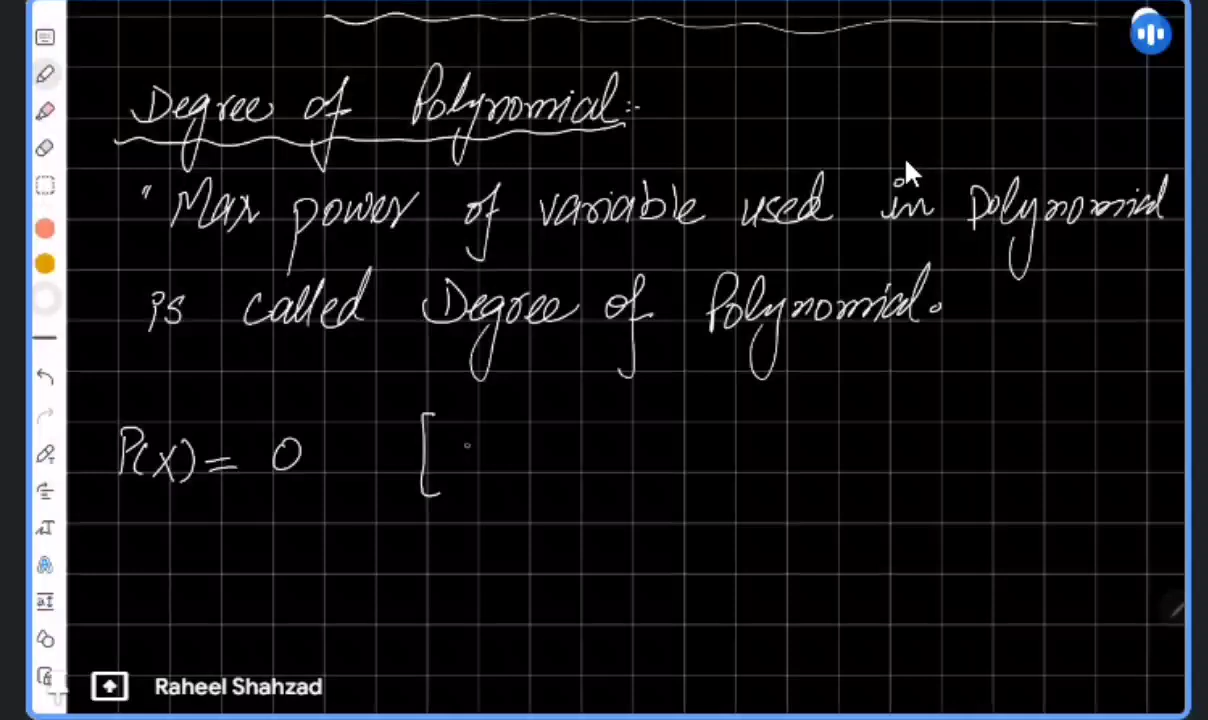 Degree of Polynomial:-
" Max power of variable used in polynomial
is called Degree of Polynomial.
P(x) = 0 [
Raheel Shahzad